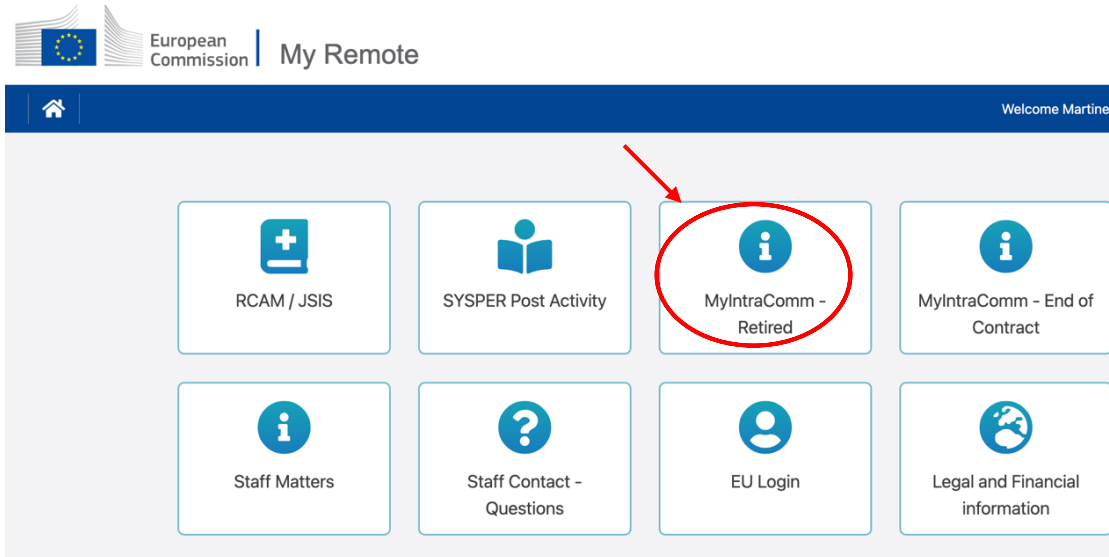 European
Commission
My Remote
Welcome Martine
RCAM / JSIS
SYSPER Post Activity
MyIntraComm -
Retired
MyIntraComm - End of
Contract
Staff Matters
Staff Contact -
Questions
EU Login
Legal and Financial
information